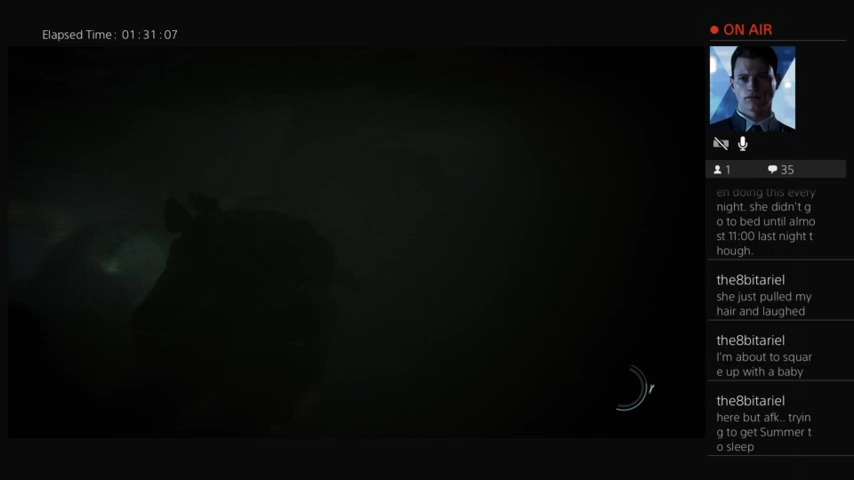 Elapsed Time: 01:31:07
ON AIR
1
35
en doing this every
night. she didn't g
o to bed until almo
st 11:00 last night t
hough.
the8bitariel
she just pulled my
hair and laughed
the8bitariel
I'm about to squar
e up with a baby
the8bitariel
here but afk.. tryin
g to get Summer t
o sleep